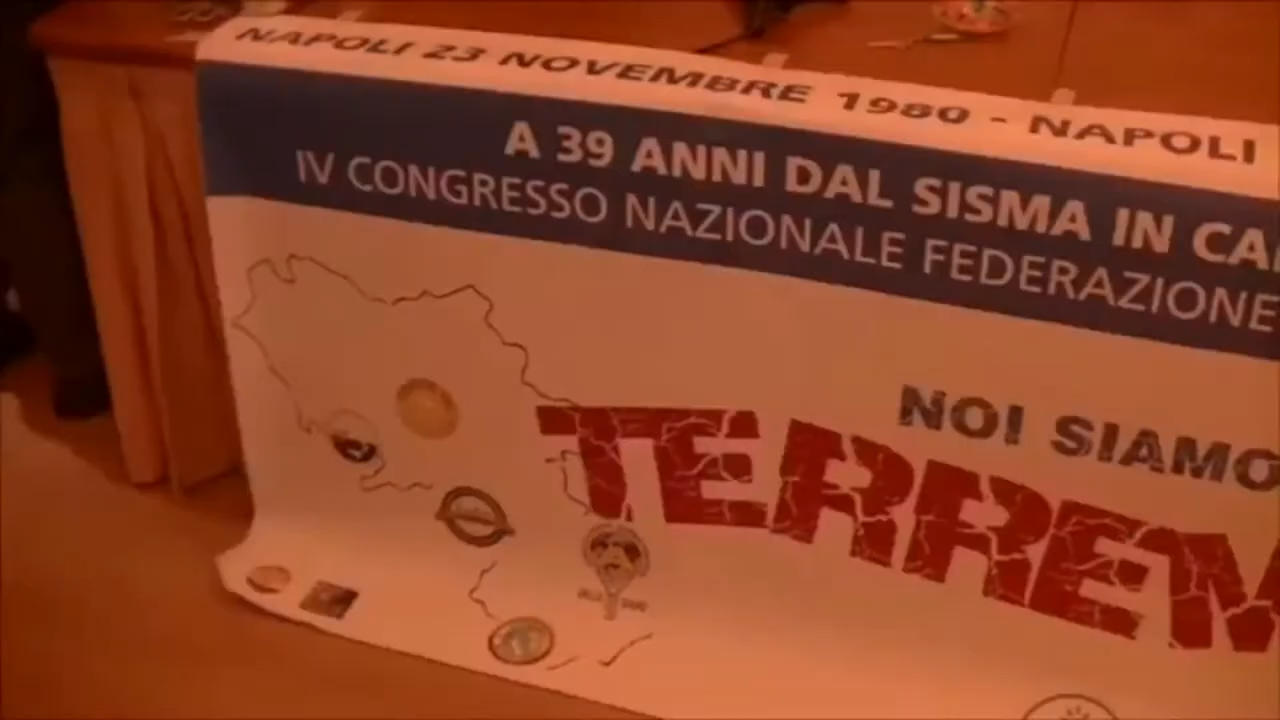 NAPOLI 23 NOVEMBRE 1980 - NAPOLI
A 39 ANNI DAL SISMA IN CA
IV CONGRESSO NAZIONALE FEDERAZIONE
NOI SIAMO
TERREM